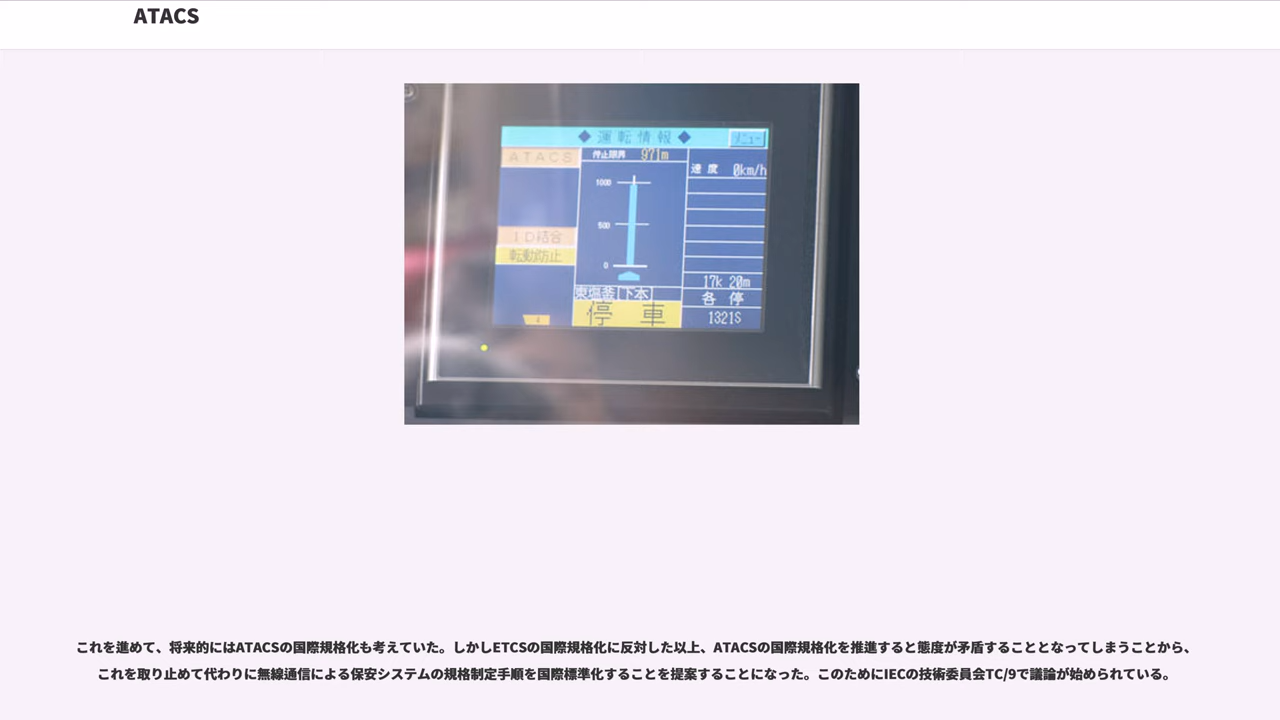 ATACS
◆運転情報◆
メニュー
ATACS
停止限界 971m
速度 0km/h
1000
500
ID結合
転動防止
0
17k 20m
東塩釜[下本]
各停
停車
1321S
これを進めて、将来的にはATACSの国際規格化も考えていた。しかしETCSの国際規格化に反対した以上、ATACSの国際規格化を推進すると態度が矛盾することとなってしまうことから、
これを取り止めて代わりに無線通信による保安システムの規格制定手順を国際標準化することを提案することになった。このためにIECの技術委員会TC/9で議論が始められている。